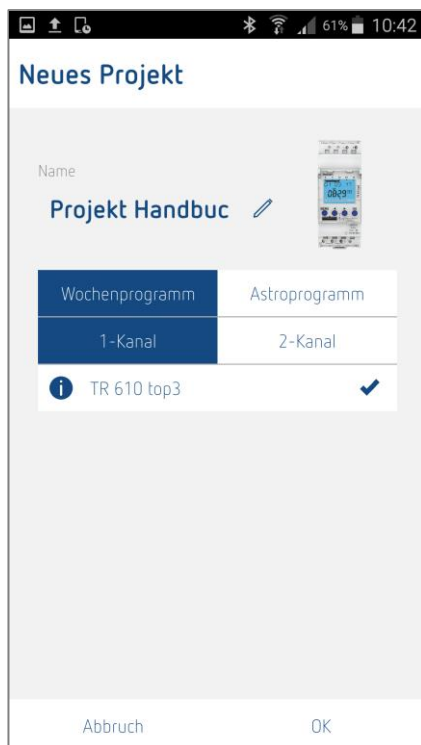 61% 10:42
Neues Projekt
Name
Projekt Handbuc
Wochenprogramm Astroprogramm
1-Kanal 2-Kanal
i TR 610 top3
Abbruch OK